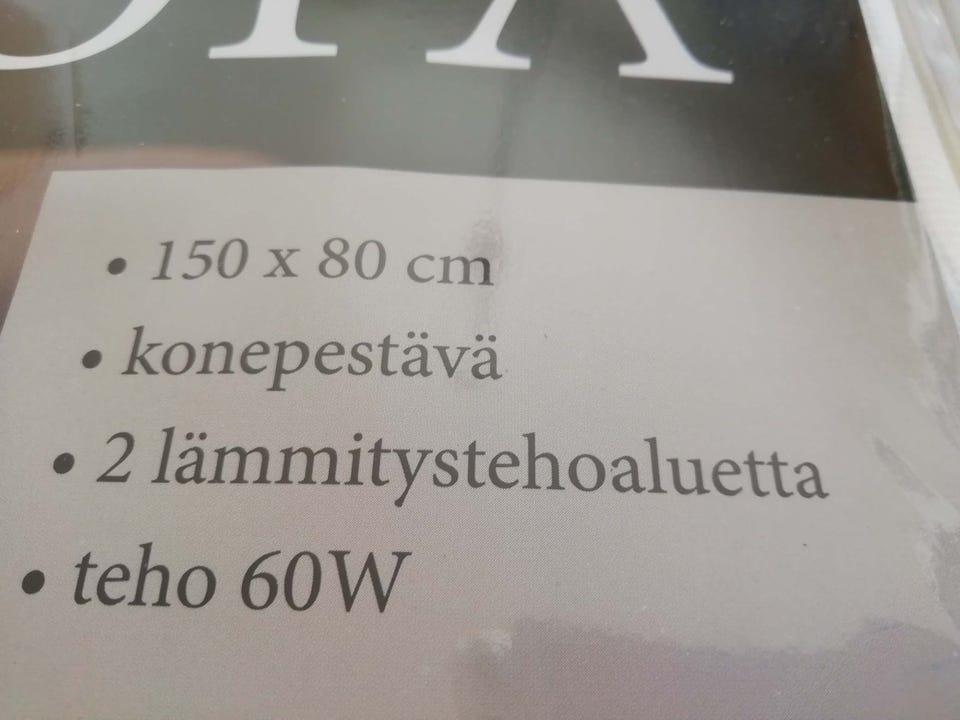 • 150 x 80 cm
• konepestävä
• 2 lämmitystehoaluetta
• teho 60W